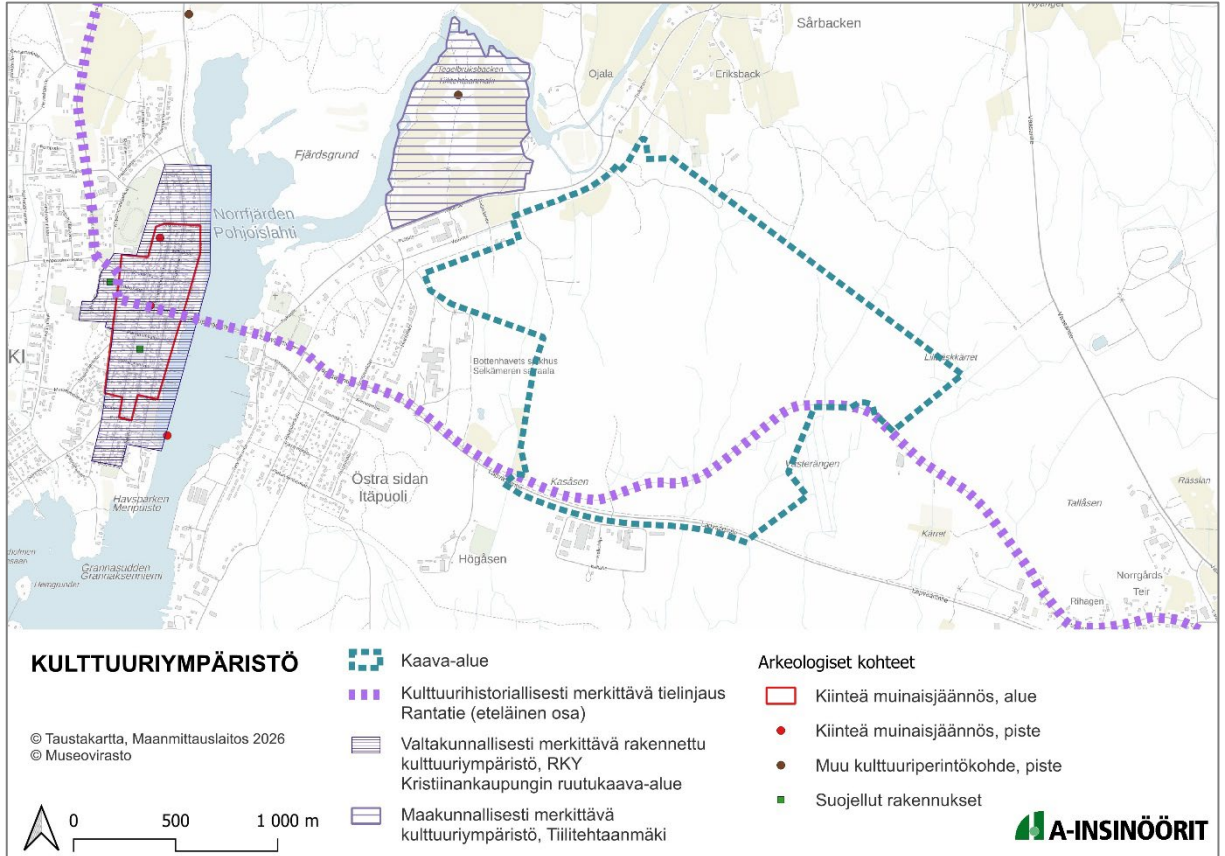 Sårbacken
Ojala
Eriksback
Tegelbruksbacken
Tiilitehtaanmäki
Fjärdsgrund
Norrfjärden
Pohjoislahti
Bottenhavets sjukhus
Selkämeren sairaala
Västerängen
Kasåsen
Östra sidan
Itäpuoli
Högåsen
Havsparken
Meripuisto
Grannasudden
Grannaksenniemi
Kärret
Tallåsen
Rassian
Norrgårds
Teir
Rihagen
KI
KULTTUURIYMPÄRISTÖ
© Taustakartta, Maanmittauslaitos 2026
© Museovirasto
0 500 1 000 m
Kaava-alue
Kulttuurihistoriallisesti merkittävä tielinjaus
Rantatie (eteläinen osa)
Valtakunnallisesti merkittävä rakennettu
kulttuuriympäristö, RKY
Kristiinankaupungin ruutukaava-alue
Maakunnallisesti merkittävä
kulttuuriympäristö, Tiilitehtaanmäki
Arkeologiset kohteet
Kiinteä muinaisjäännös, alue
Kiinteä muinaisjäännös, piste
Muu kulttuuriperintökohde, piste
Suojellut rakennukset
A-INSINÖÖRIT